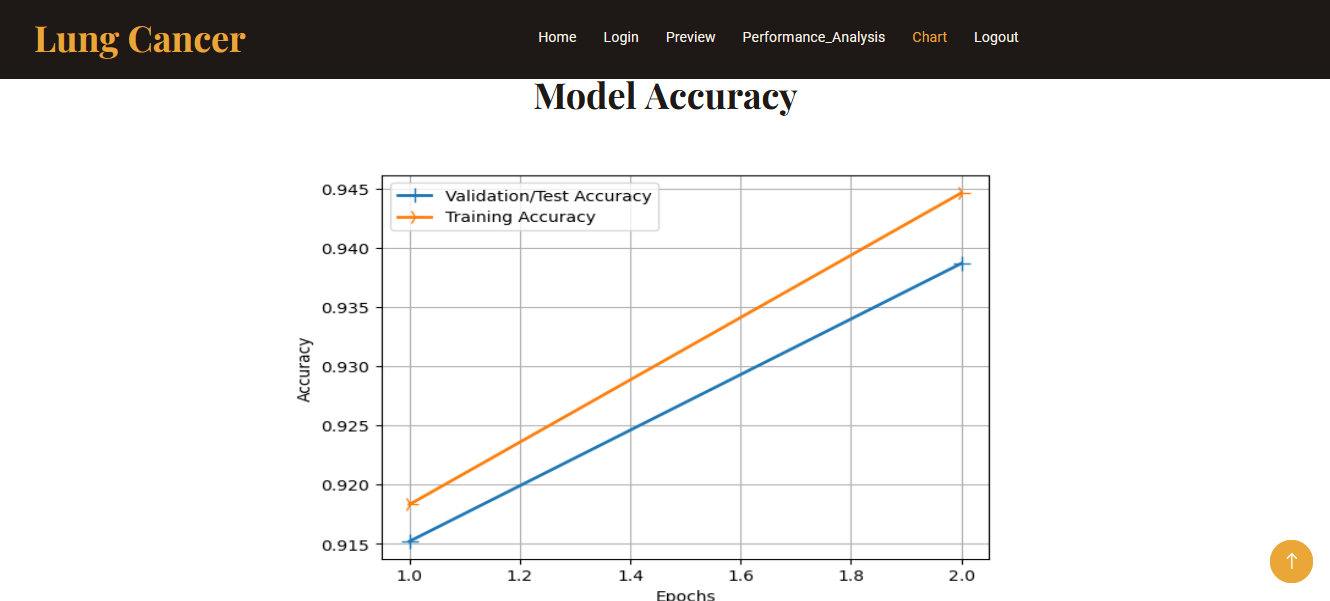 Lung Cancer
Home Login Preview Performance_Analysis Chart Logout
Model Accuracy
Validation/Test Accuracy
Training Accuracy
0.945
0.940
0.935
0.930
0.925
0.920
0.915
Accuracy
1.0 1.2 1.4 1.6 1.8 2.0
Epochs